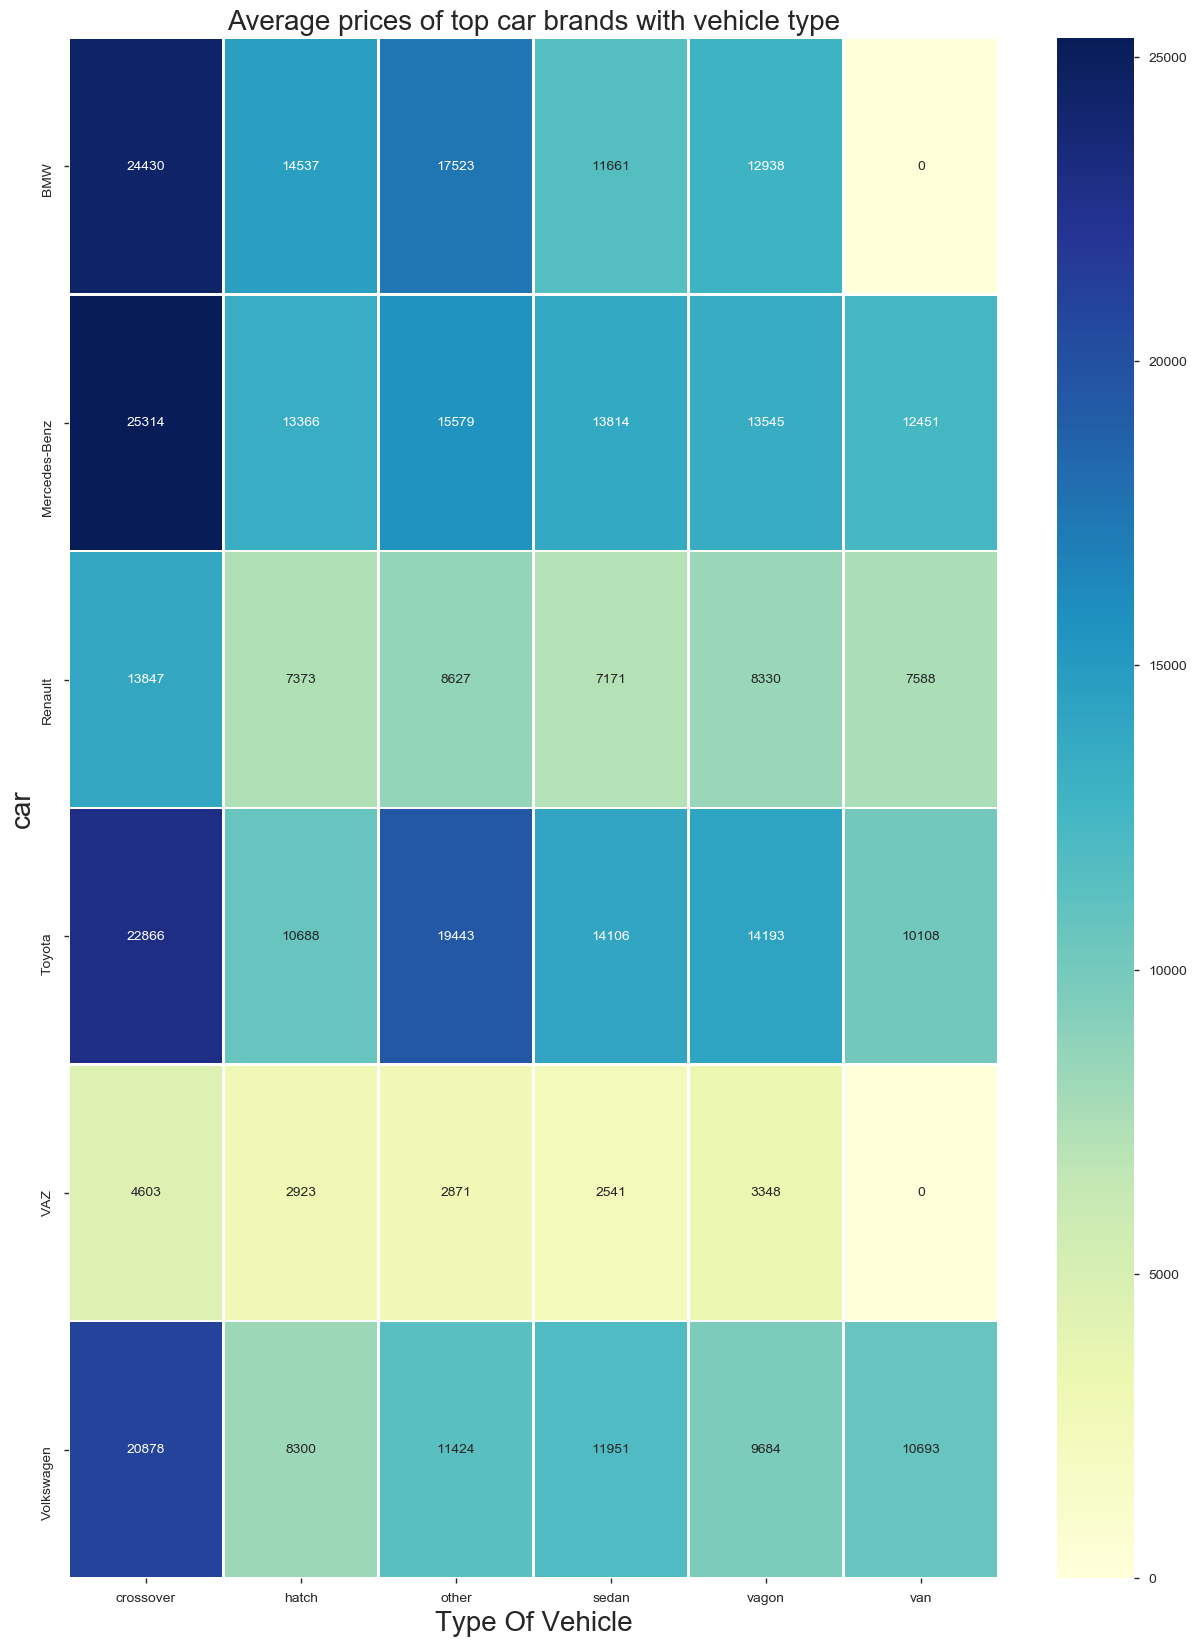 Average prices of top car brands with vehicle type
25000
BMW
24430 14537 17523 11661 12938 0
20000
Mercedes-Benz
25314 13366 15579 13814 13545 12451
15000
Renault
13847 7373 8627 7171 8330 7588
car
10000
Toyota
22866 10688 19443 14106 14193 10108
VAZ
4603 2923 2871 2541 3348 0
5000
Volkswagen
20878 8300 11424 11951 9684 10693
0
crossover hatch other sedan vagon van
Type Of Vehicle